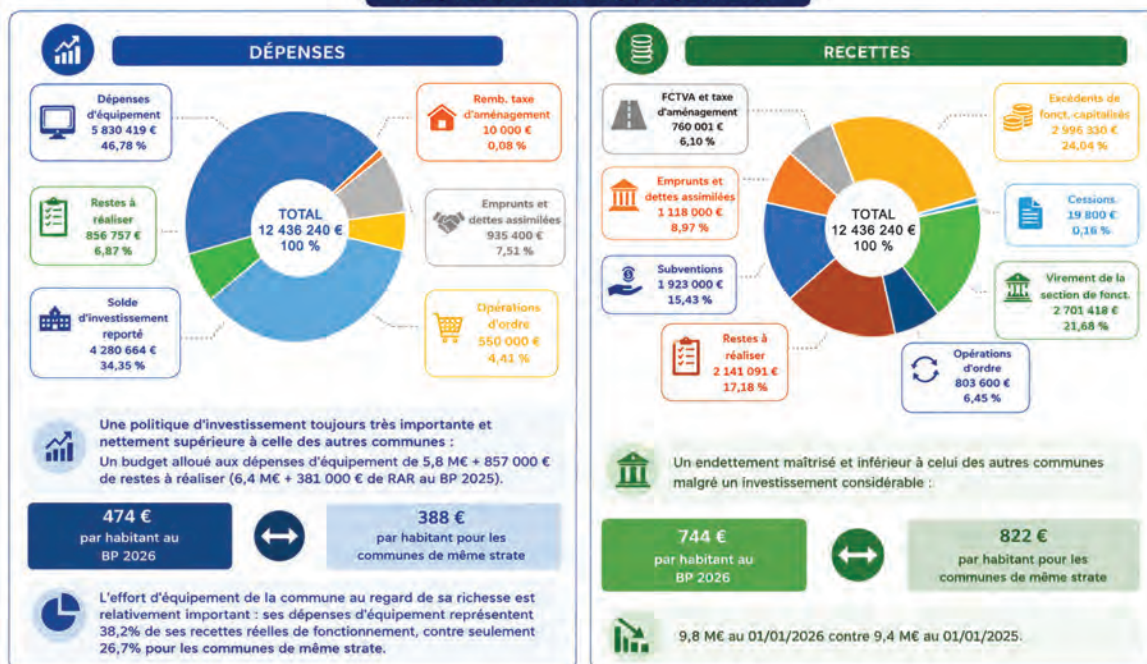 DÉPENSES
Dépenses
d'équipement
5 830 419 €
46,78 %
Remb. taxe
d'aménagement
10 000 €
0,08 %
Restes à
réaliser
856 757 €
6,87 %
TOTAL
12 436 240 €
100 %
Emprunts et
dettes assimilées
935 400 €
7,51 %
Solde
d'investissement
reporté
4 280 664 €
34,35 %
Opérations
d'ordre
550 000 €
4,41 %
Une politique d'investissement toujours très importante et
nettement supérieure à celle des autres communes :
Un budget alloué aux dépenses d'équipement de 5,8 M€ + 857 000 €
de restes à réaliser (6,4 M€ + 381 000 € de RAR au BP 2025).
474 €
par habitant au
BP 2026
388 €
par habitant pour les
communes de même strate
L'effort d'équipement de la commune au regard de sa richesse est
relativement important : ses dépenses d'équipement représentent
38,2% de ses recettes réelles de fonctionnement, contre seulement
26,7% pour les communes de même strate.
RECETTES
FCTVA et taxe
d'aménagement
760 001 €
6,10 %
Excédents de
fonct. capitalisés
2 996 330 €
24,04 %
Emprunts et
dettes assimilées
1 118 000 €
8,97 %
TOTAL
12 436 240 €
100 %
Cessions
19 800 €
0,16 %
Subventions
1 923 000 €
15,43 %
Virement de la
section de fonct.
2 701 418 €
21,68 %
Restes à
réaliser
2 141 091 €
17,18 %
Opérations
d'ordre
803 600 €
6,45 %
Un endettement maîtrisé et inférieur à celui des autres communes
malgré un investissement considérable :
744 €
par habitant au
BP 2026
822 €
par habitant pour les
communes de même strate
9,8 M€ au 01/01/2026 contre 9,4 M€ au 01/01/2025.